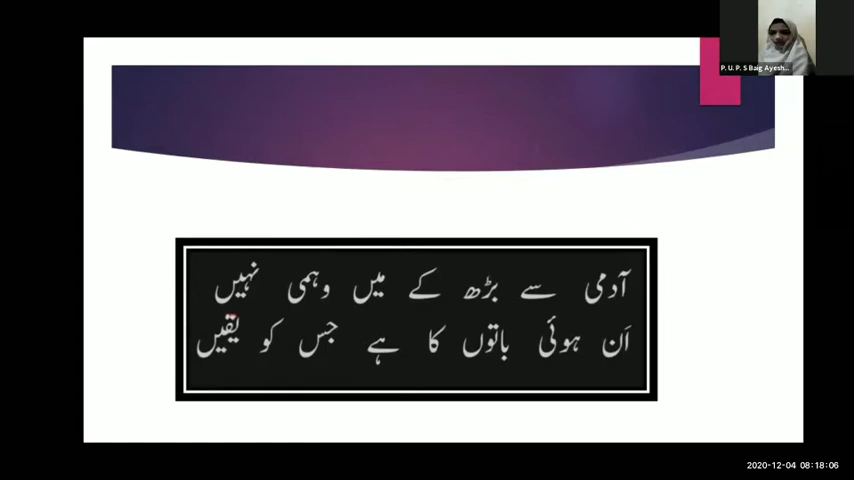 P. U. P. S Baig Ayesh...
آدمی سے بڑھ کے میں وہمی نہیں
اَن ہوئی باتوں کا ہے جس کو یقیں
2020-12-04 08:18:06